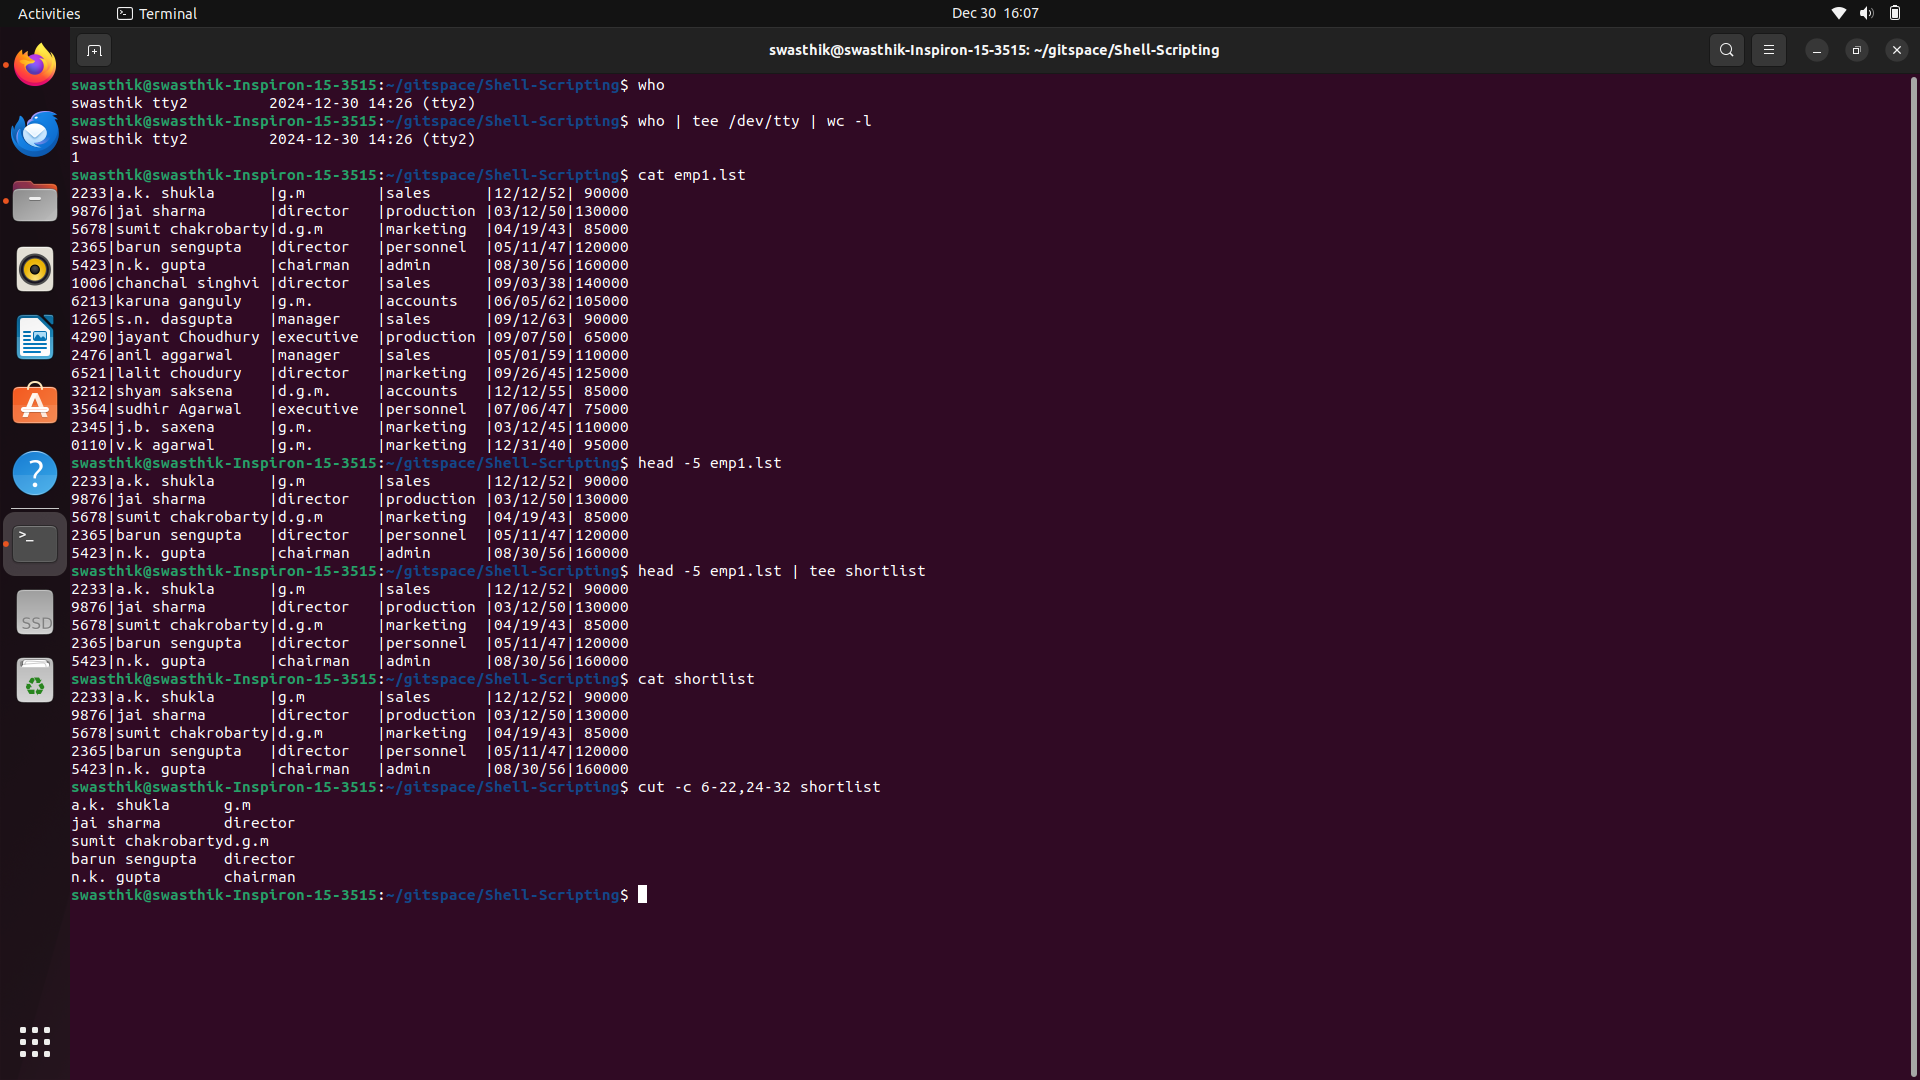 Activities Terminal Dec 30 16:07
swasthik@swasthik-Inspiron-15-3515: ~/gitspace/Shell-Scripting
swasthik@swasthik-Inspiron-15-3515:~/gitspace/Shell-Scripting$ who
swasthik tty2         2024-12-30 14:26 (tty2)
swasthik@swasthik-Inspiron-15-3515:~/gitspace/Shell-Scripting$ who | tee /dev/tty | wc -l
swasthik tty2         2024-12-30 14:26 (tty2)
1
swasthik@swasthik-Inspiron-15-3515:~/gitspace/Shell-Scripting$ cat emp1.lst
2233|a.k. shukla      |g.m        |sales      |12/12/52| 90000
9876|jai sharma       |director   |production |03/12/50|130000
5678|sumit chakrobarty|d.g.m      |marketing  |04/19/43| 85000
2365|barun sengupta   |director   |personnel  |05/11/47|120000
5423|n.k. gupta       |chairman   |admin      |08/30/56|160000
1006|chanchal singhvi |director   |sales      |09/03/38|140000
6213|karuna ganguly   |g.m.       |accounts   |06/05/62|105000
1265|s.n. dasgupta    |manager    |sales      |09/12/63| 90000
4290|jayant Choudhury |executive  |production |09/07/50| 65000
2476|anil aggarwal    |manager    |sales      |05/01/59|110000
6521|lalit choudury   |director   |marketing  |09/26/45|125000
3212|shyam saksena    |d.g.m.     |accounts   |12/12/55| 85000
3564|sudhir Agarwal   |executive  |personnel  |07/06/47| 75000
2345|j.b. saxena      |g.m.       |marketing  |03/12/45|110000
0110|v.k agarwal      |g.m.       |marketing  |12/31/40| 95000
swasthik@swasthik-Inspiron-15-3515:~/gitspace/Shell-Scripting$ head -5 emp1.lst
2233|a.k. shukla      |g.m        |sales      |12/12/52| 90000
9876|jai sharma       |director   |production |03/12/50|130000
5678|sumit chakrobarty|d.g.m      |marketing  |04/19/43| 85000
2365|barun sengupta   |director   |personnel  |05/11/47|120000
5423|n.k. gupta       |chairman   |admin      |08/30/56|160000
swasthik@swasthik-Inspiron-15-3515:~/gitspace/Shell-Scripting$ head -5 emp1.lst | tee shortlist
2233|a.k. shukla      |g.m        |sales      |12/12/52| 90000
9876|jai sharma       |director   |production |03/12/50|130000
5678|sumit chakrobarty|d.g.m      |marketing  |04/19/43| 85000
2365|barun sengupta   |director   |personnel  |05/11/47|120000
5423|n.k. gupta       |chairman   |admin      |08/30/56|160000
swasthik@swasthik-Inspiron-15-3515:~/gitspace/Shell-Scripting$ cat shortlist
2233|a.k. shukla      |g.m        |sales      |12/12/52| 90000
9876|jai sharma       |director   |production |03/12/50|130000
5678|sumit chakrobarty|d.g.m      |marketing  |04/19/43| 85000
2365|barun sengupta   |director   |personnel  |05/11/47|120000
5423|n.k. gupta       |chairman   |admin      |08/30/56|160000
swasthik@swasthik-Inspiron-15-3515:~/gitspace/Shell-Scripting$ cut -c 6-22,24-32 shortlist
a.k. shukla      g.m
jai sharma       director
sumit chakrobartyd.g.m
barun sengupta   director
n.k. gupta       chairman
swasthik@swasthik-Inspiron-15-3515:~/gitspace/Shell-Scripting$
SSD